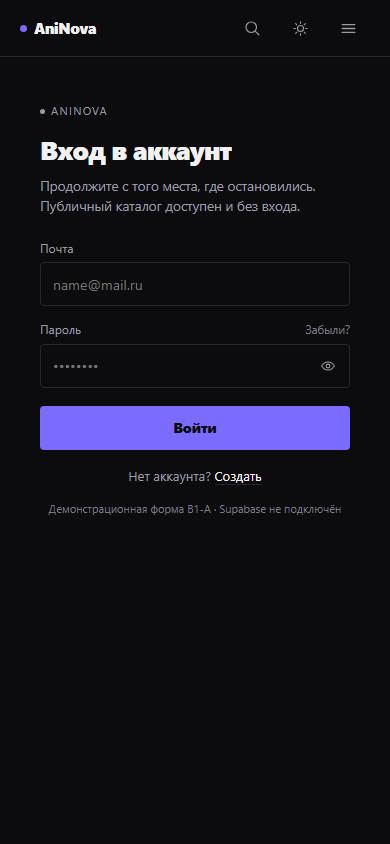 AniNova
ANINOVA
Вход в аккаунт
Продолжите с того места, где остановились.
Публичный каталог доступен и без входа.
Почта
name@mail.ru
Пароль Забыли?
••••••••
Войти
Нет аккаунта? Создать
Демонстрационная форма B1-A · Supabase не подключён